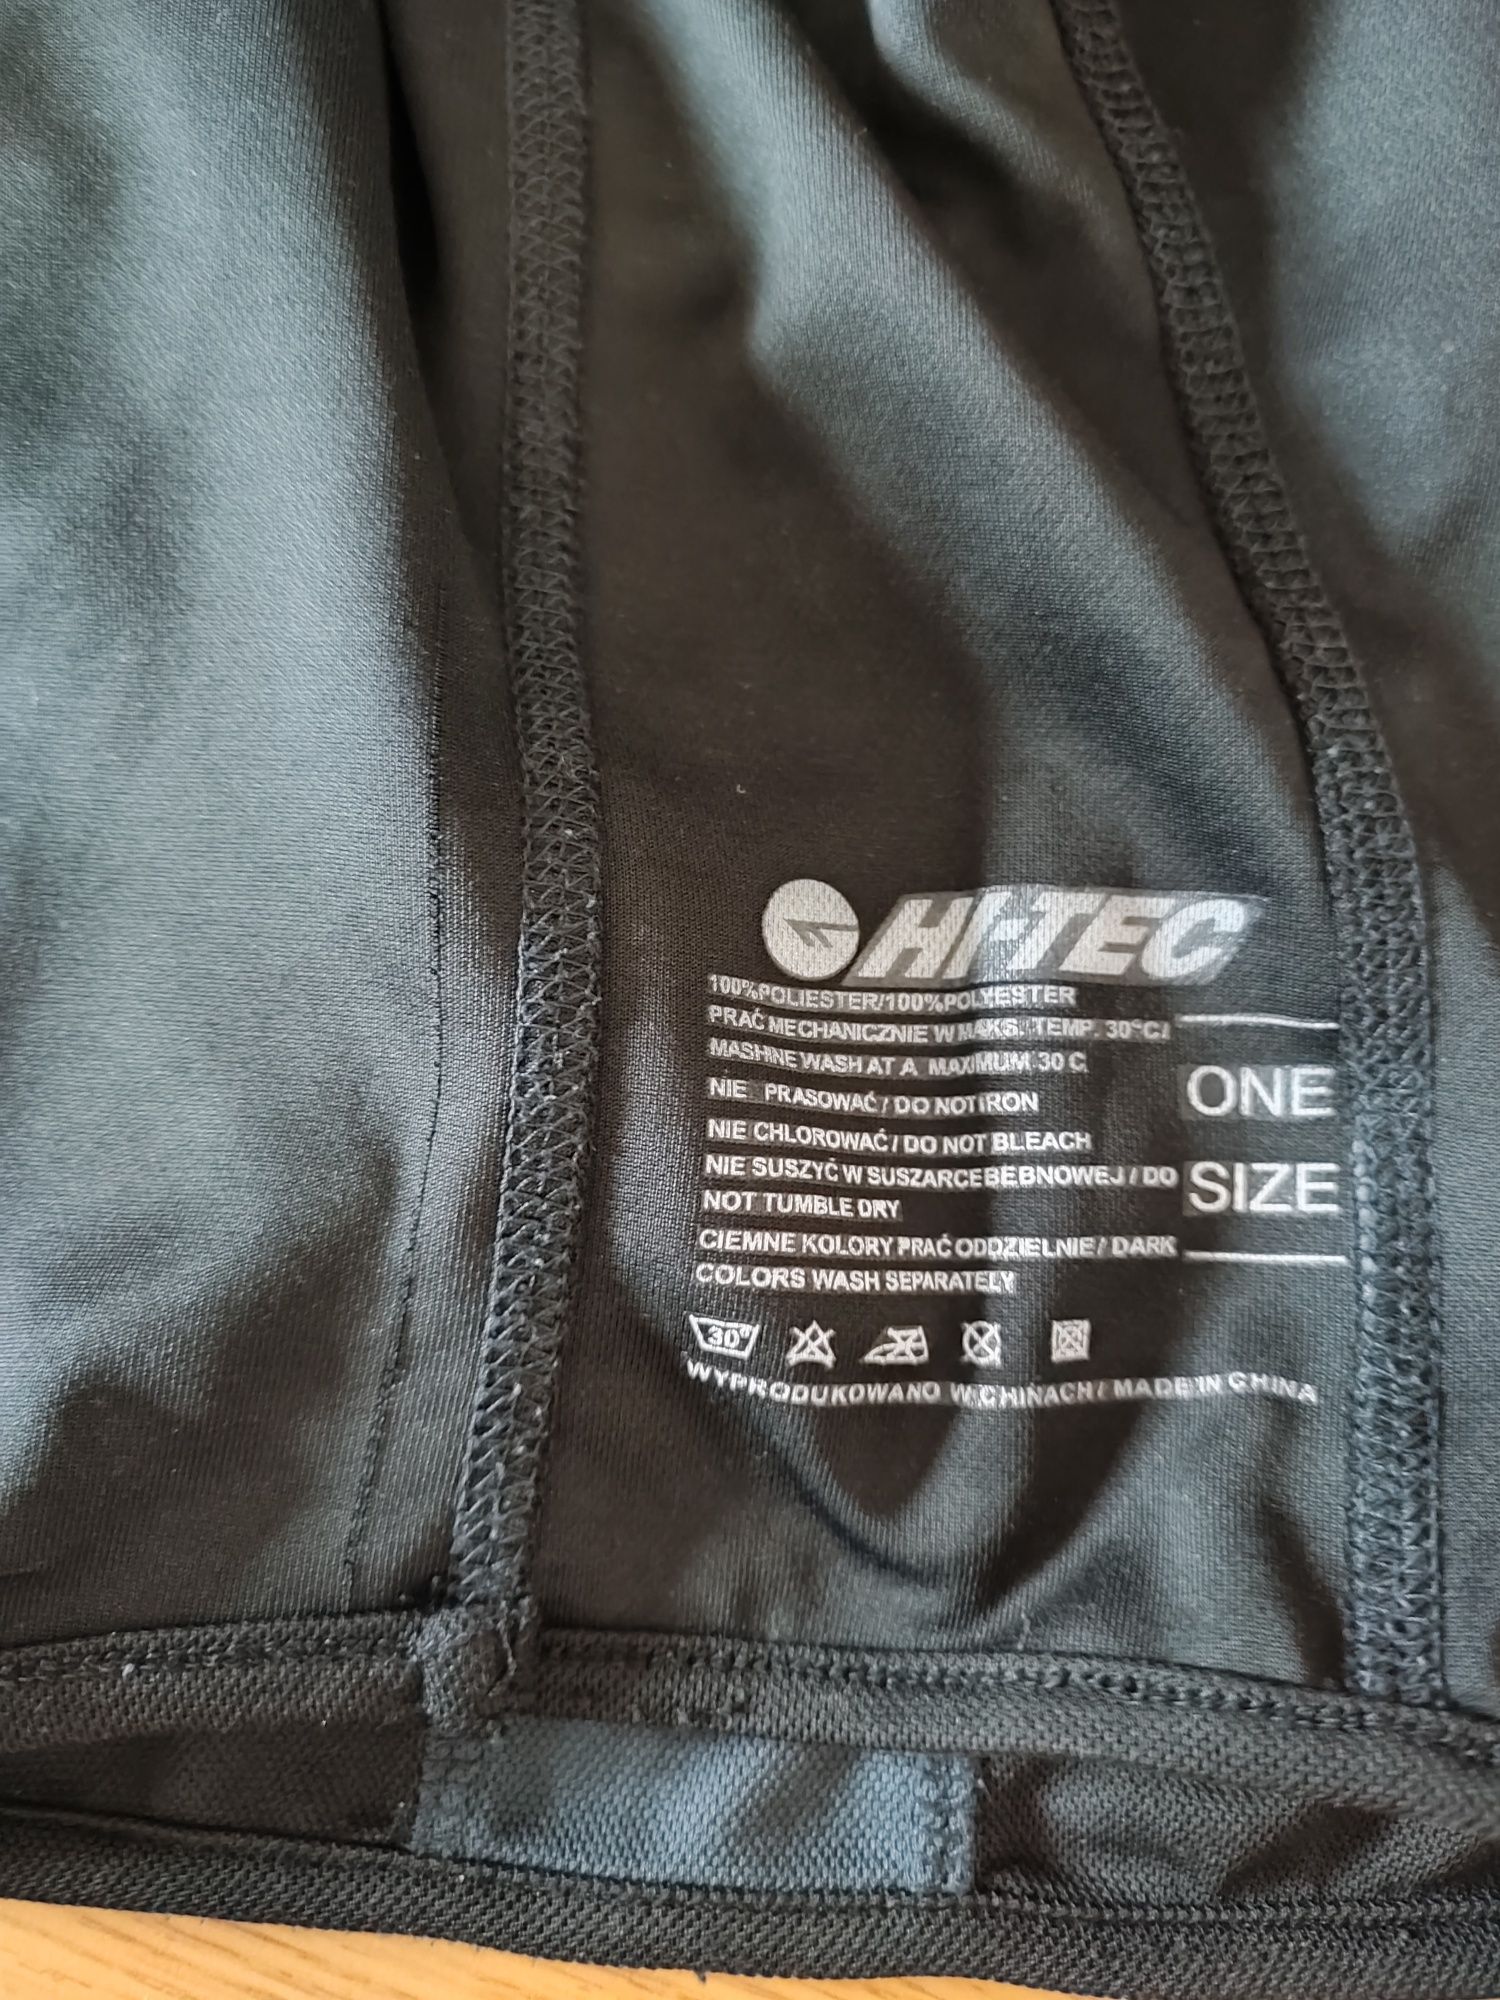 HI-TEC
100%POLIESTER/100%POLYESTER
PRAĆ MECHANICZNIE W MAKS. TEMP. 30°C/
MASHINE WASH AT A MAXIMUM 30 C
NIE PRASOWAĆ / DO NOT IRON
NIE CHLOROWAĆ / DO NOT BLEACH
NIE SUSZYĆ W SUSZARCE BĘBNOWEJ / DO
NOT TUMBLE DRY
CIEMNE KOLORY PRAĆ ODDZIELNIE / DARK
COLORS WASH SEPARATELY
ONE
SIZE
30°
WYPRODUKOWANO W CHINACH / MADE IN CHINA